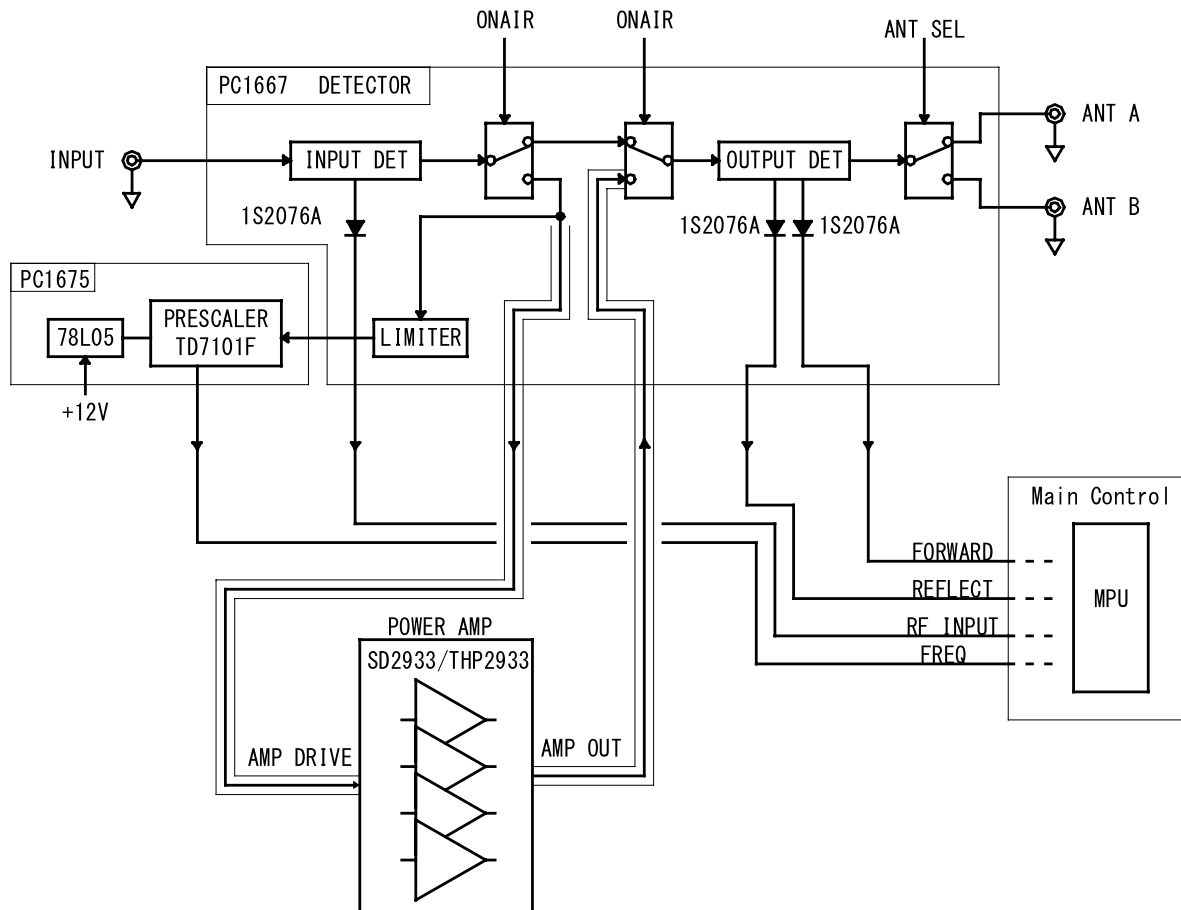 ONAIR
ONAIR
ANT SEL
PC1667 DETECTOR
INPUT
INPUT DET
OUTPUT DET
ANT A
1S2076A
1S2076A
1S2076A
ANT B
PC1675
78L05
PRESCALER
TD7101F
LIMITER
+12V
Main Control
FORWARD
REFLECT
MPU
RF INPUT
FREQ
POWER AMP
SD2933/THP2933
AMP DRIVE
AMP OUT